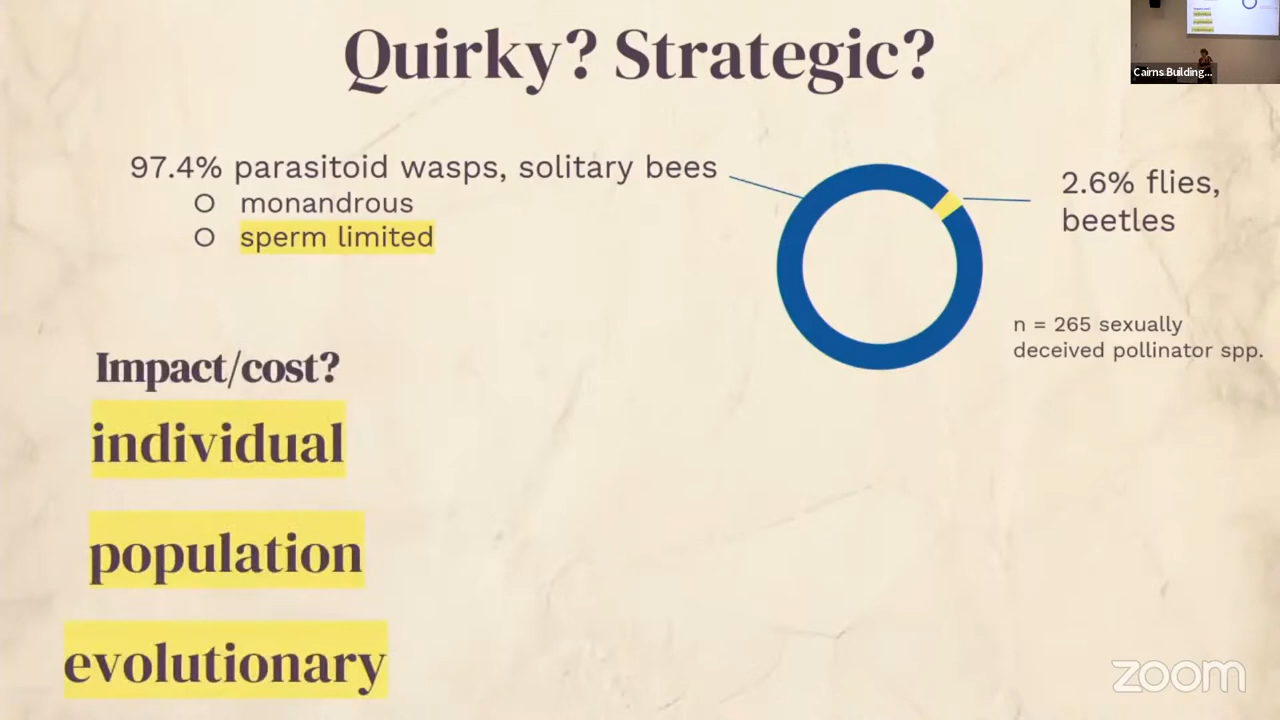 Quirky? Strategic?
Cairns Building...
97.4% parasitoid wasps, solitary bees
monandrous
sperm limited
2.6% flies,
beetles
n = 265 sexually
deceived pollinator spp.
Impact/cost?
individual
population
evolutionary
zoom